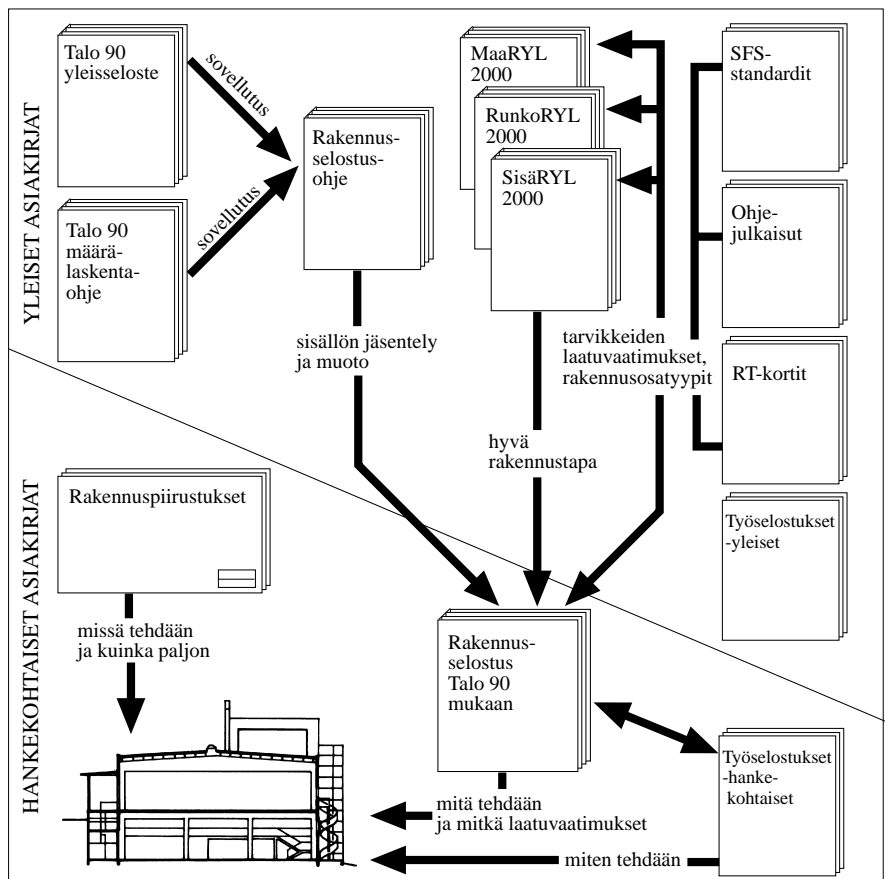 YLEISET ASIAKIRJAT
Talo 90
yleisseloste
sovellutus
Talo 90
määrä-
laskenta-
ohje
sovellutus
Rakennus-
selostus-
ohje
MaaRYL
2000
RunkoRYL
2000
SisäRYL
2000
SFS-
standardit
Ohje-
julkaisut
RT-kortit
sisällön jäsentely
ja muoto
tarvikkeiden
laatuvaatimukset,
rakennusosatyypit
hyvä
rakennustapa
Työselostukset
-yleiset
HANKEKOHTAISET ASIAKIRJAT
Rakennuspiirustukset
missä tehdään
ja kuinka paljon
Rakennus-
selostus
Talo 90
mukaan
Työselostukset
-hanke-
kohtaiset
mitä tehdään
ja mitkä laatuvaatimukset
miten tehdään